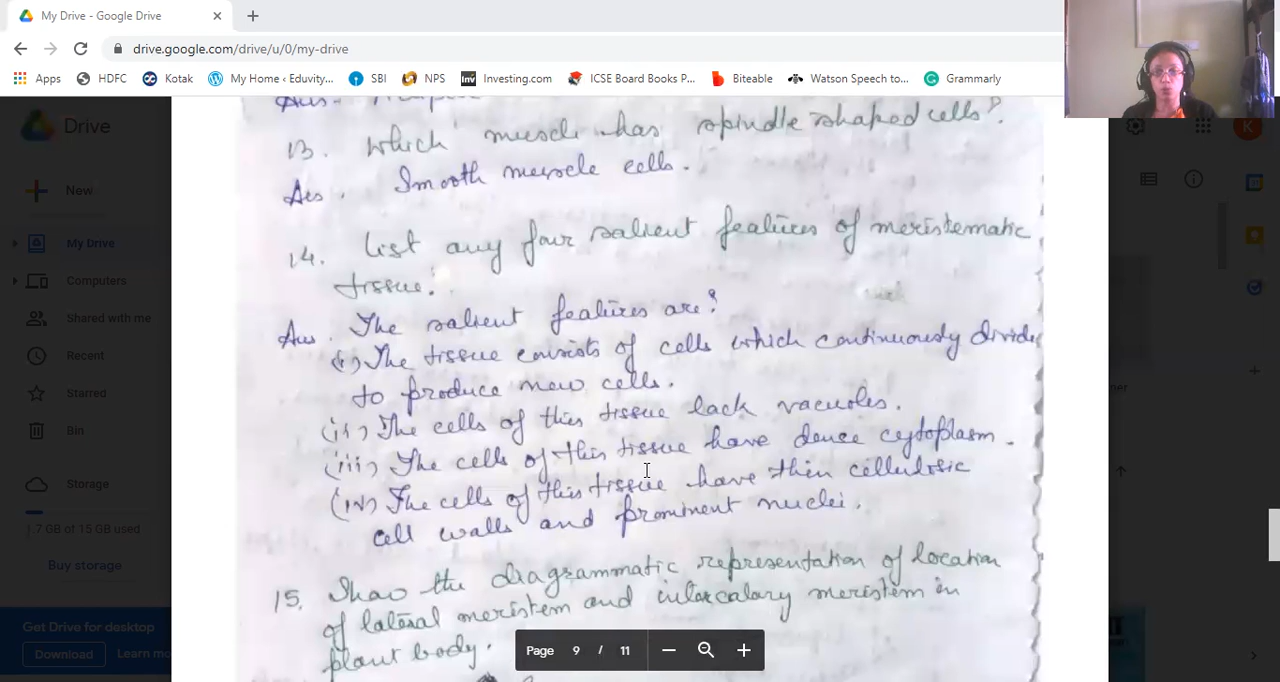 My Drive - Google Drive
drive.google.com/drive/u/0/my-drive
Apps HDFC Kotak My Home ‹ Eduvity... SBI NPS Investing.com ICSE Board Books P... Biteable Watson Speech to... Grammarly
Drive
New
My Drive
Computers
Shared with me
Recent
Starred
Bin
Storage
1.7 GB of 15 GB used
Buy storage
Get Drive for desktop
Download Learn mo
K
Ans.
13. Which muscle has spindle shaped cells?
Ans. Smooth muscle cells.
14. List any four salient features of meristematic
tissue.
Ans. The salient features are?
(i) The tissue consists of cells which continuously divide
to produce new cells.
(ii) The cells of this tissue lack vacuoles.
(iii) The cells of this tissue have dence cytoplasm.
(iv) The cells of this tissue have thin cellulosic
cell walls and prominent nuclei.
15. Show the diagrammatic representation of location
of lateral meristem and intercalary meristem in
plant body.
Page 9 / 11